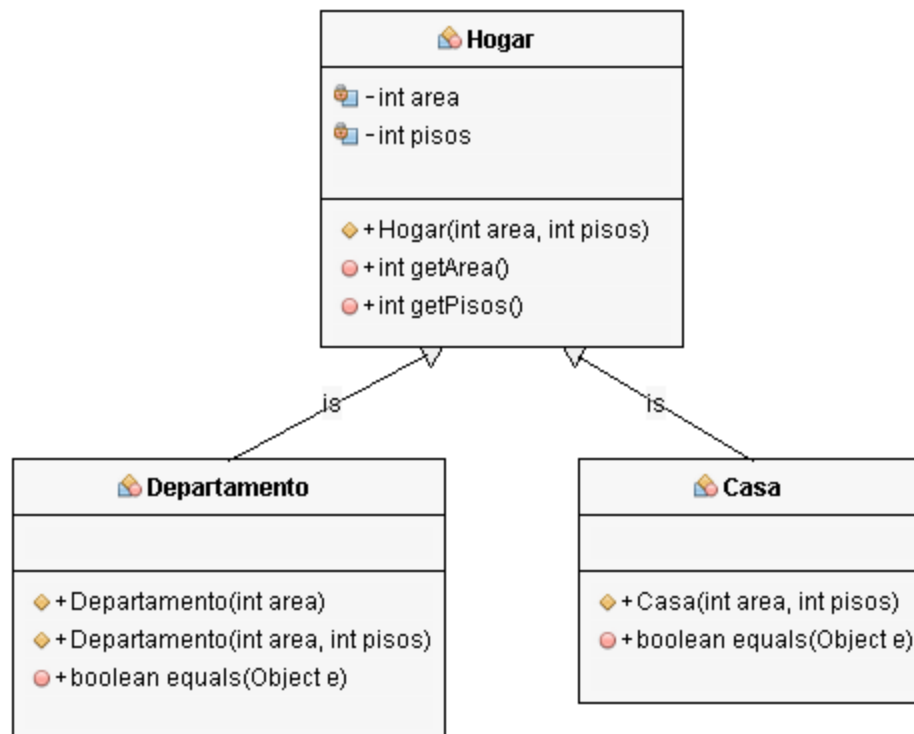 Hogar
-int area
-int pisos
+Hogar(int area, int pisos)
+int getArea()
+int getPisos()
is
is
Departamento
+Departamento(int area)
+Departamento(int area, int pisos)
+boolean equals(Object e)
Casa
+Casa(int area, int pisos)
+boolean equals(Object e)